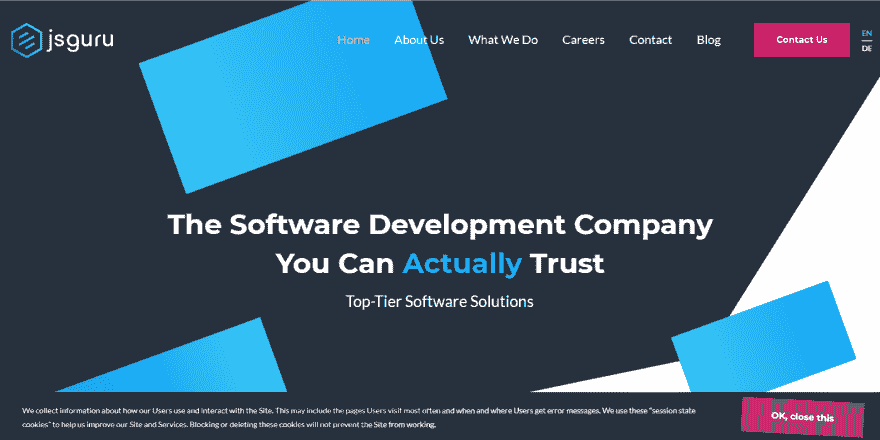 jsguru
Home About Us What We Do Careers Contact Blog Contact Us EN
DE
The Software Development Company
You Can Actually Trust
Top-Tier Software Solutions
We collect information about how our Users use and interact with the Site. This may include the pages Users visit most often and when and where Users get error messages. We use these "session state
cookies" to help us improve our Site and Services. Blocking or deleting these cookies will not prevent the Site from working.
OK, close this